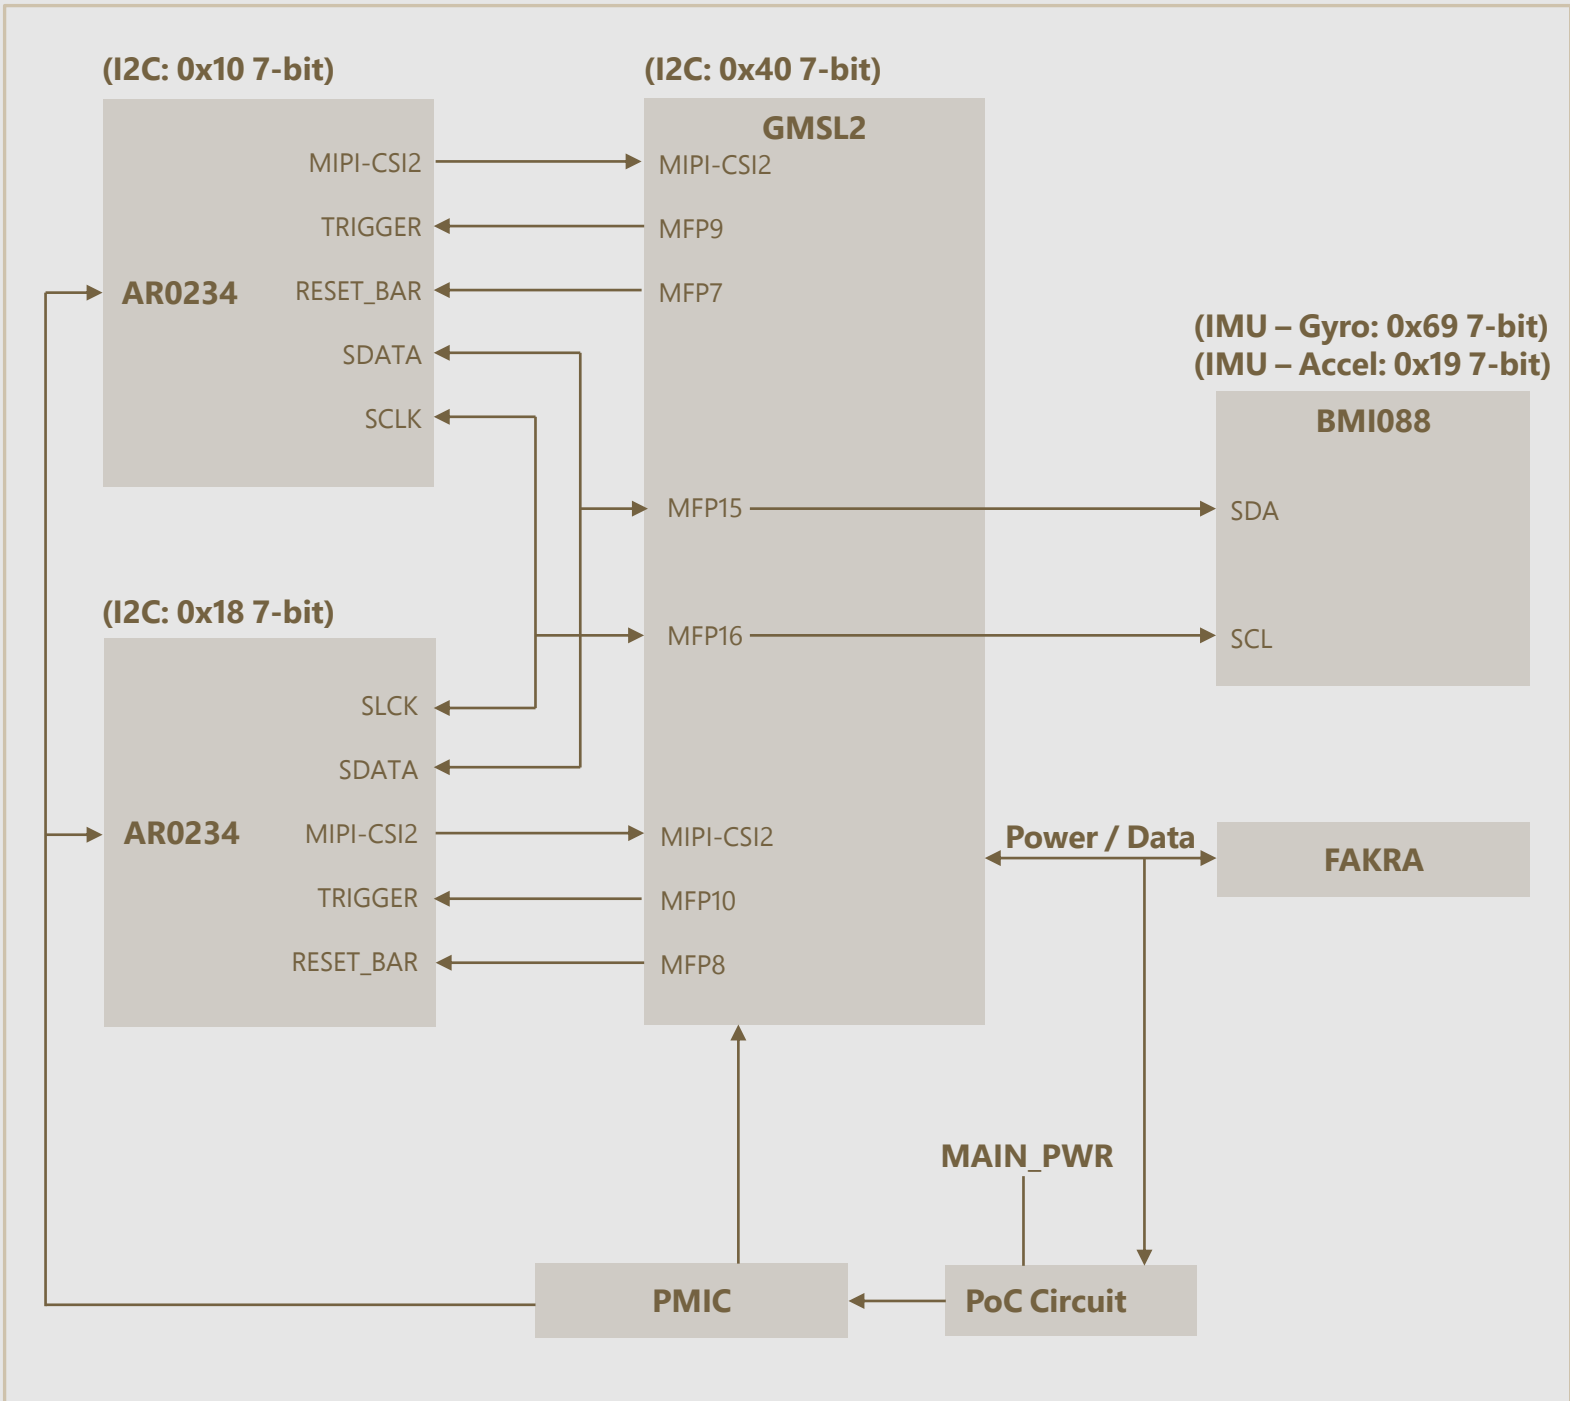 (I2C: 0x10 7-bit)
MIPI-CSI2
TRIGGER
AR0234
RESET_BAR
SDATA
SCLK
(I2C: 0x40 7-bit)
GMSL2
MIPI-CSI2
MFP9
MFP7
MFP15
MFP16
MIPI-CSI2
MFP10
MFP8
(IMU – Gyro: 0x69 7-bit)
(IMU – Accel: 0x19 7-bit)
BMI088
SDA
SCL
(I2C: 0x18 7-bit)
SLCK
SDATA
AR0234
MIPI-CSI2
TRIGGER
RESET_BAR
Power / Data
FAKRA
MAIN_PWR
PMIC
PoC Circuit